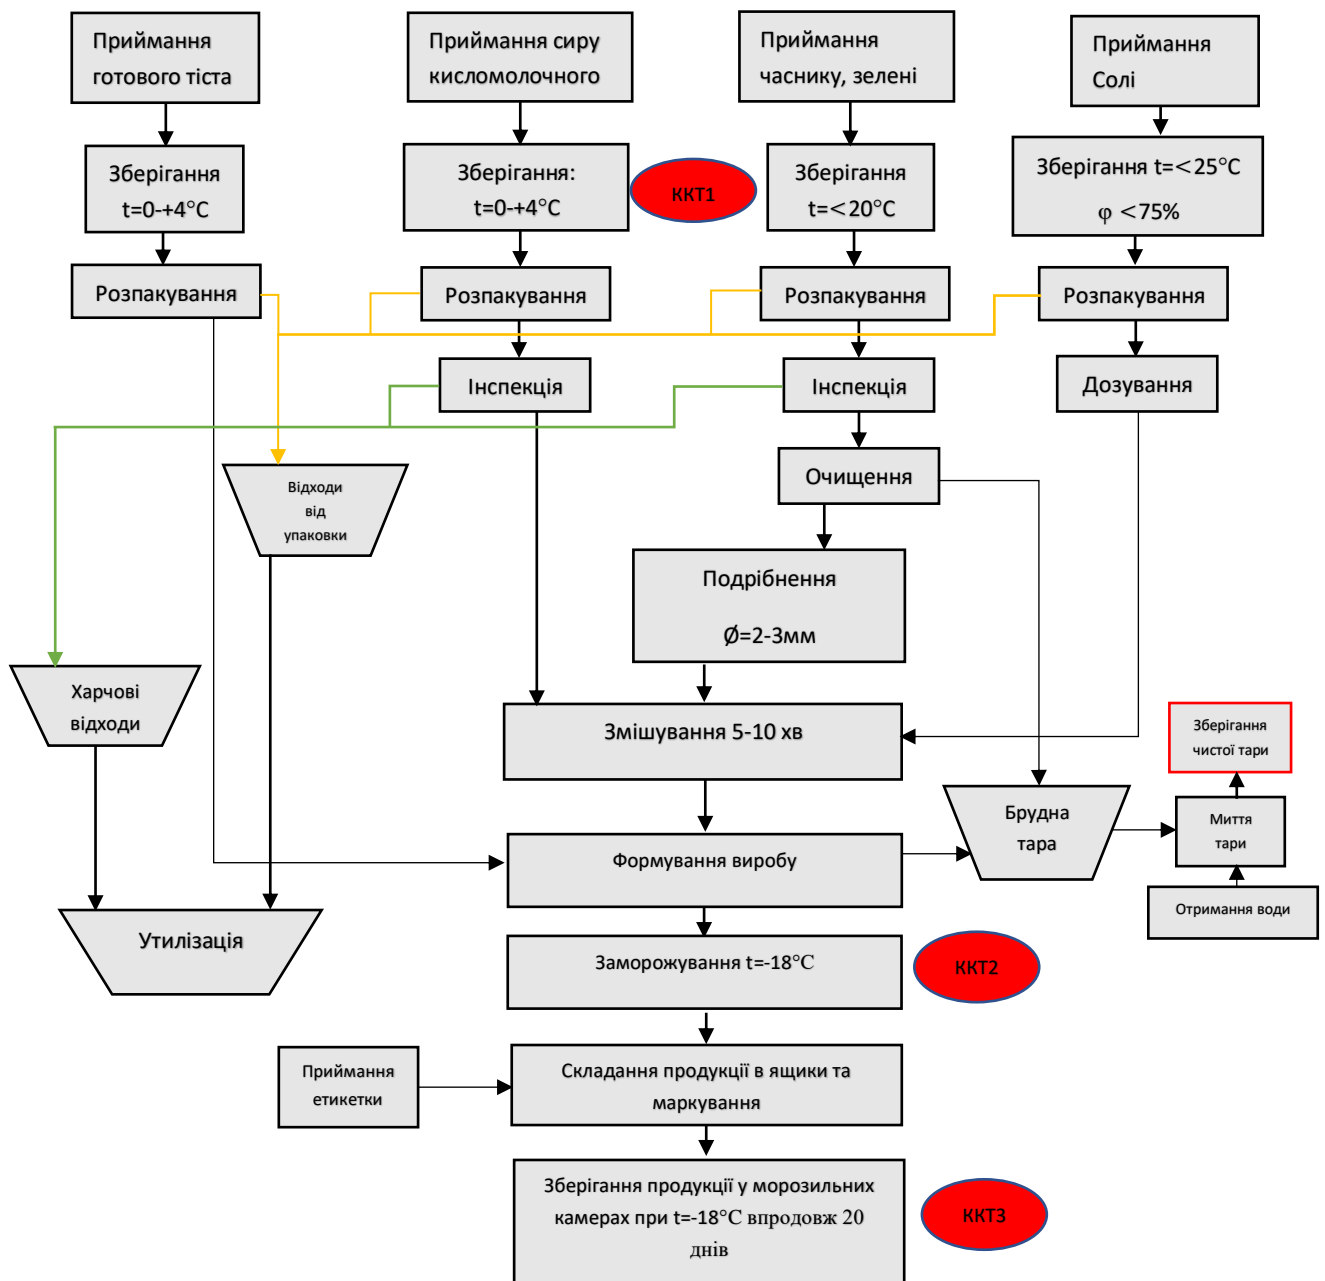 Приймання
готового тіста
Приймання сиру
кисломолочного
Приймання
часнику, зелені
Приймання
Солі
Зберігання
t=0-+4°C
Зберігання:
t=0-+4°C
ККТ1
Зберігання
t=<20°C
Зберігання t=<25°C
φ <75%
Розпакування
Розпакування
Розпакування
Розпакування
Інспекція
Інспекція
Дозування
Відходи
від
упаковки
Очищення
Подрібнення
Ø=2-3мм
Харчові
відходи
Змішування 5-10 хв
Зберігання
чистої тари
Брудна
тара
Миття
тари
Формування виробу
Отримання води
Утилізація
Заморожування t=-18°C
ККТ2
Приймання
етикетки
Складання продукції в ящики та
маркування
Зберігання продукції у морозильних
камерах при t=-18°C впродовж 20
днів
ККТ3